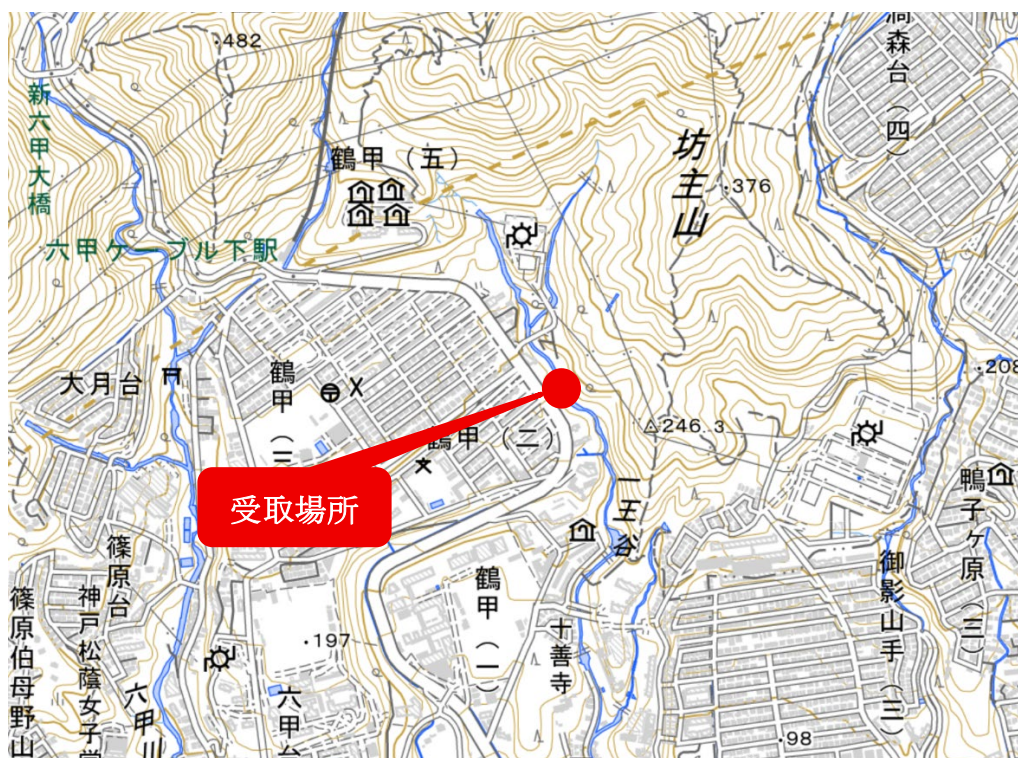 ・482
新六甲大橋
六甲ケーブル下駅
鶴甲（五）
坊主山
・376
森台（四）
大月台
鶴甲（三
鶴甲（二）
・246.3
・208
受取場所
一王谷
鴨子ヶ原（三）
御影山手（三）
篠原台
神戸松蔭女子学
篠原伯母野山
六甲川
・197
鶴甲（一）
十善寺
六甲台
・98